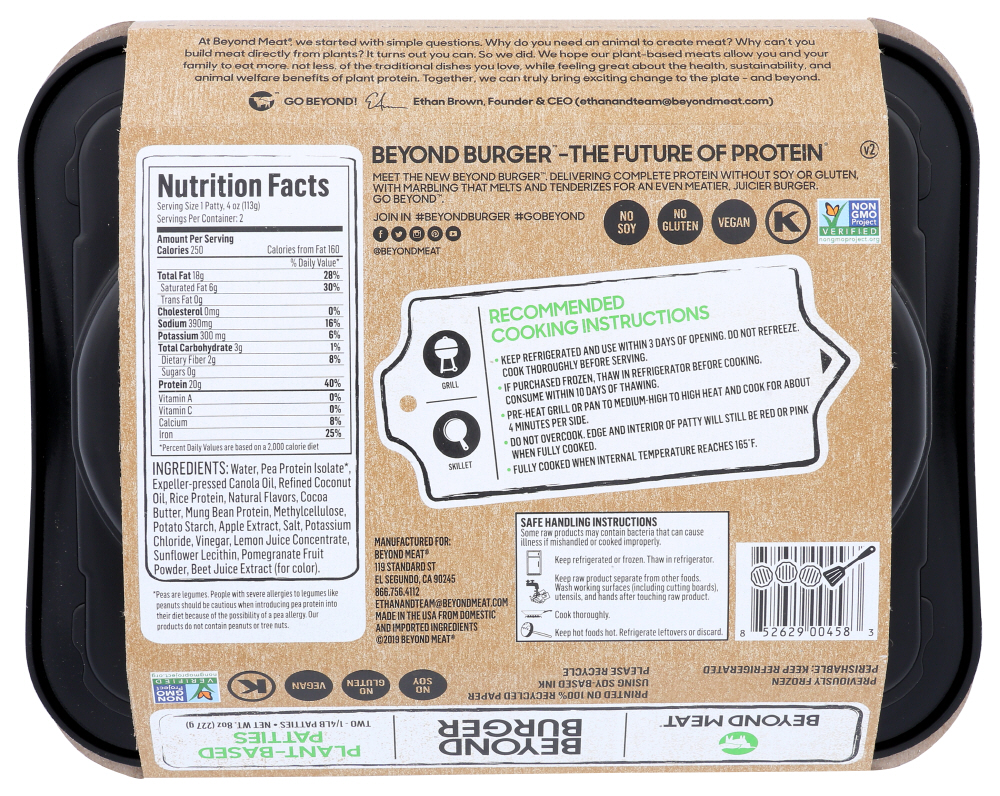 At Beyond Meat®, we started with simple questions. Why do you need an animal to create meat? Why can't you
build meat directly from plants? It turns out you can. So we did. We hope our plant-based meats allow you and your
family to eat more, not less, of the traditional dishes you love, while feeling great about the health, sustainability, and
animal welfare benefits of plant protein. Together, we can truly bring exciting change to the plate - and beyond.
GO BEYOND! Ethan Brown, Founder & CEO (ethanandteam@beyondmeat.com)
BEYOND BURGER™-THE FUTURE OF PROTEIN™ v2
MEET THE NEW BEYOND BURGER™. DELIVERING COMPLETE PROTEIN WITHOUT SOY OR GLUTEN,
WITH MARBLING THAT MELTS AND TENDERIZES FOR AN EVEN MEATIER, JUICIER BURGER.
GO BEYOND™.
JOIN IN #BEYONDBURGER #GOBEYOND
@BEYONDMEAT
NO
SOY
NO
GLUTEN
VEGAN
K
NON
GMO
Project
VERIFIED
nongmoproject.org
Nutrition Facts
Serving Size 1 Patty, 4 oz (113g)
Servings Per Container: 2
Amount Per Serving
Calories 250 Calories from Fat 160
% Daily Value*
Total Fat 18g 28%
Saturated Fat 6g 30%
Trans Fat 0g
Cholesterol 0mg 0%
Sodium 390mg 16%
Potassium 300 mg 6%
Total Carbohydrate 3g 1%
Dietary Fiber 2g 8%
Sugars 0g
Protein 20g 40%
Vitamin A 0%
Vitamin C 0%
Calcium 8%
Iron 25%
*Percent Daily Values are based on a 2,000 calorie diet
INGREDIENTS: Water, Pea Protein Isolate*,
Expeller-pressed Canola Oil, Refined Coconut
Oil, Rice Protein, Natural Flavors, Cocoa
Butter, Mung Bean Protein, Methylcellulose,
Potato Starch, Apple Extract, Salt, Potassium
Chloride, Vinegar, Lemon Juice Concentrate,
Sunflower Lecithin, Pomegranate Fruit
Powder, Beet Juice Extract (for color).
*Peas are legumes. People with severe allergies to legumes like
peanuts should be cautious when introducing pea protein into
their diet because of the possibility of a pea allergy. Our
products do not contain peanuts or tree nuts.
GRILL
SKILLET
RECOMMENDED
COOKING INSTRUCTIONS
• KEEP REFRIGERATED AND USE WITHIN 3 DAYS OF OPENING. DO NOT REFREEZE.
COOK THOROUGHLY BEFORE SERVING.
• IF PURCHASED FROZEN, THAW IN REFRIGERATOR BEFORE COOKING.
CONSUME WITHIN 10 DAYS OF THAWING.
• PRE-HEAT GRILL OR PAN TO MEDIUM-HIGH TO HIGH HEAT AND COOK FOR ABOUT
4 MINUTES PER SIDE.
• DO NOT OVERCOOK. EDGE AND INTERIOR OF PATTY WILL STILL BE RED OR PINK
WHEN FULLY COOKED.
• FULLY COOKED WHEN INTERNAL TEMPERATURE REACHES 165°F.
MANUFACTURED FOR:
BEYOND MEAT®
119 STANDARD ST
EL SEGUNDO, CA 90245
866.756.4112
ETHANANDTEAM@BEYONDMEAT.COM
MADE IN THE USA FROM DOMESTIC
AND IMPORTED INGREDIENTS
©2019 BEYOND MEAT®
SAFE HANDLING INSTRUCTIONS
Some raw products may contain bacteria that can cause
illness if mishandled or cooked improperly.
Keep refrigerated or frozen. Thaw in refrigerator.
Keep raw product separate from other foods.
Wash working surfaces (including cutting boards),
utensils, and hands after touching raw product.
Cook thoroughly.
Keep hot foods hot. Refrigerate leftovers or discard.
8 52629 00458 3
PREVIOUSLY FROZEN
PERISHABLE: KEEP REFRIGERATED
PRINTED ON 100% RECYCLED PAPER
USING SOY BASED INK
PLEASE RECYCLE
NO
SOY
NO
GLUTEN
VEGAN
K
NON
GMO
Project
VERIFIED
nongmoproject.org
BEYOND MEAT®
BEYOND
BURGER
PLANT-BASED
PATTIES
TWO - 1/4LB PATTIES • NET WT. 8oz (227 g)